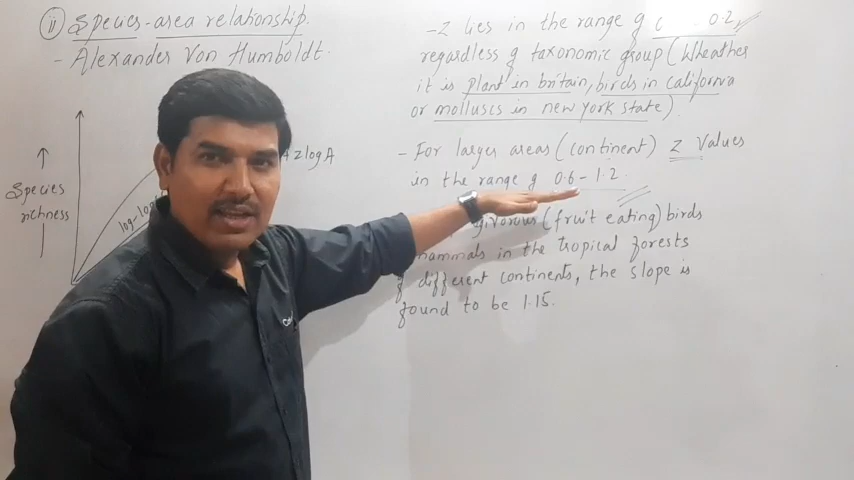 ii) Species-area relationship.
- Alexander Von Humboldt.
Species
richness
log-log
z log A
- Z lies in the range of 0.2
regardless of taxonomic group (Wheather
it is plant in britain, birds in california
or molluscs in new york state).
- For larger areas (continent) Z values
in the range of 0.6 - 1.2.
(fruit eating) birds
mammals in the tropical forests
of different continents, the slope is
found to be 1.15.